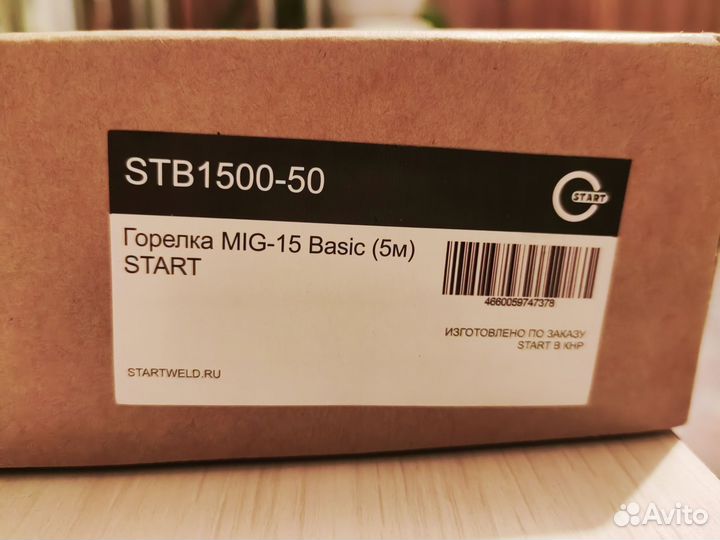 STB1500-50
START
Горелка MIG-15 Basic (5м)
START
4660059747378
ИЗГОТОВЛЕНО ПО ЗАКАЗУ
START В КНР
STARTWELD.RU
Avito